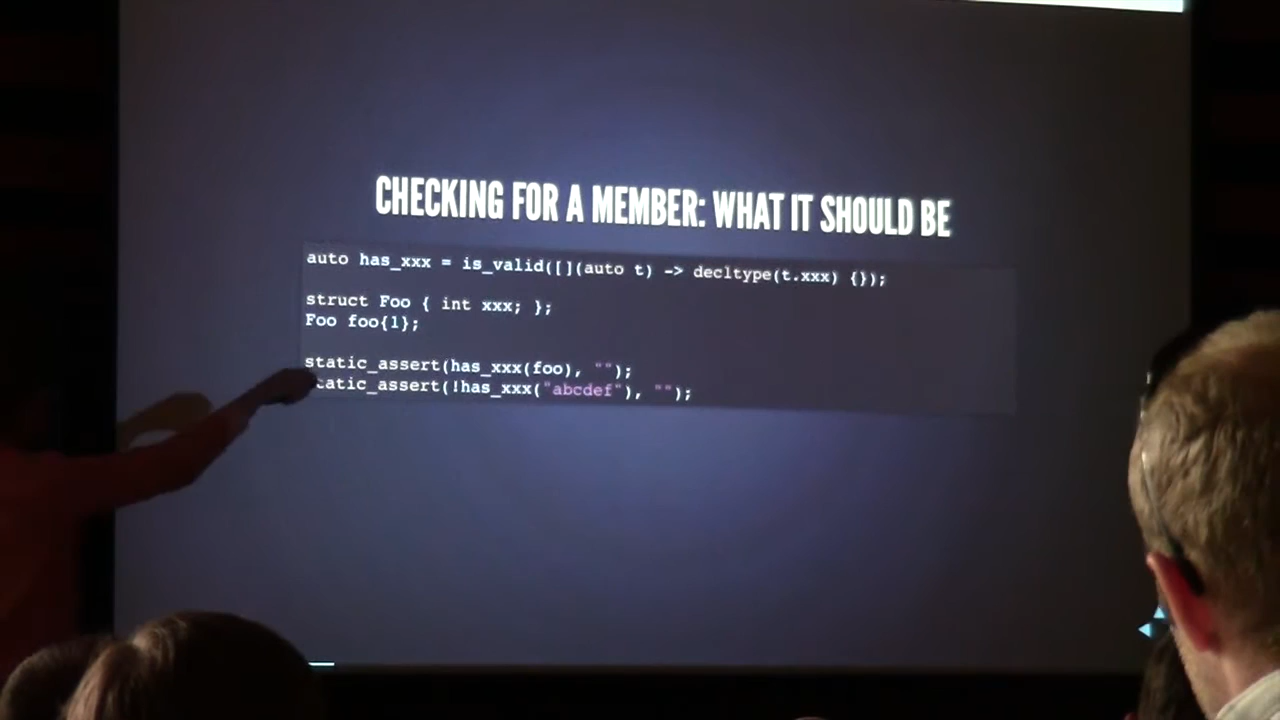 CHECKING FOR A MEMBER: WHAT IT SHOULD BE
auto has_xxx = is_valid([](auto t) -> decltype(t.xxx) {});
struct Foo { int xxx; };
Foo foo{1};
static_assert(has_xxx(foo), "");
tatic_assert(!has_xxx("abcdef"), "");